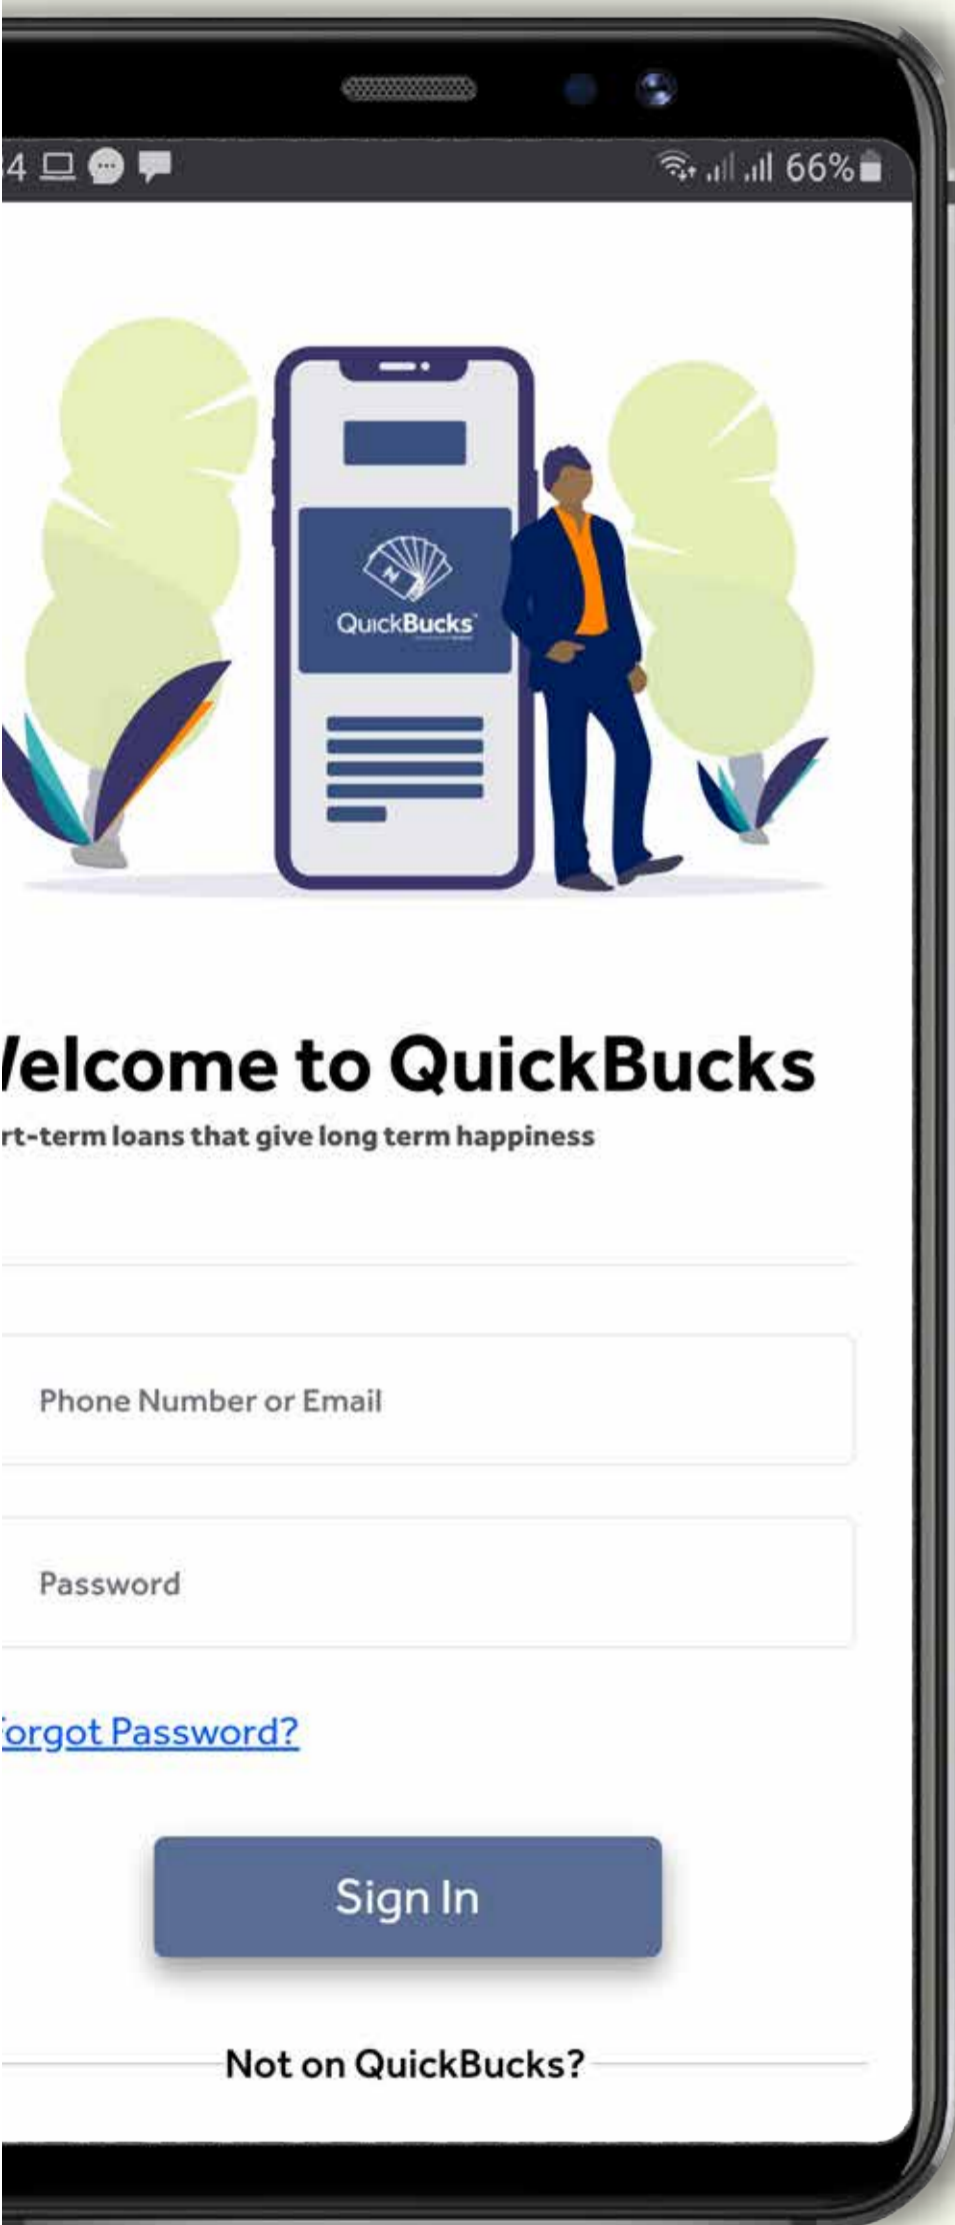 4 66%
N
QuickBucks
elcome to QuickBucks
rt-term loans that give long term happiness
Phone Number or Email
Password
orgot Password?
Sign In
Not on QuickBucks?